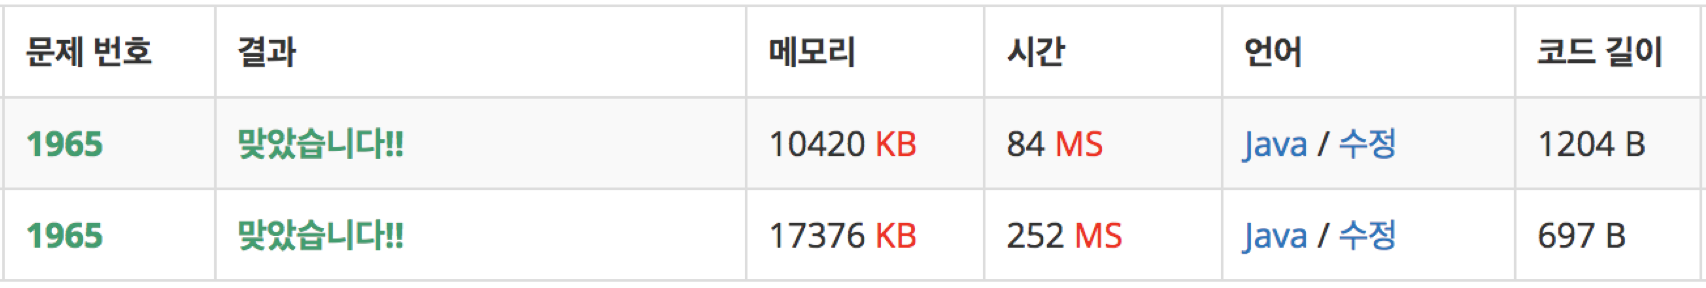 문제 번호 결과 메모리 시간 언어 코드 길이
1965 맞았습니다!! 10420 KB 84 MS Java / 수정 1204 B
1965 맞았습니다!! 17376 KB 252 MS Java / 수정 697 B